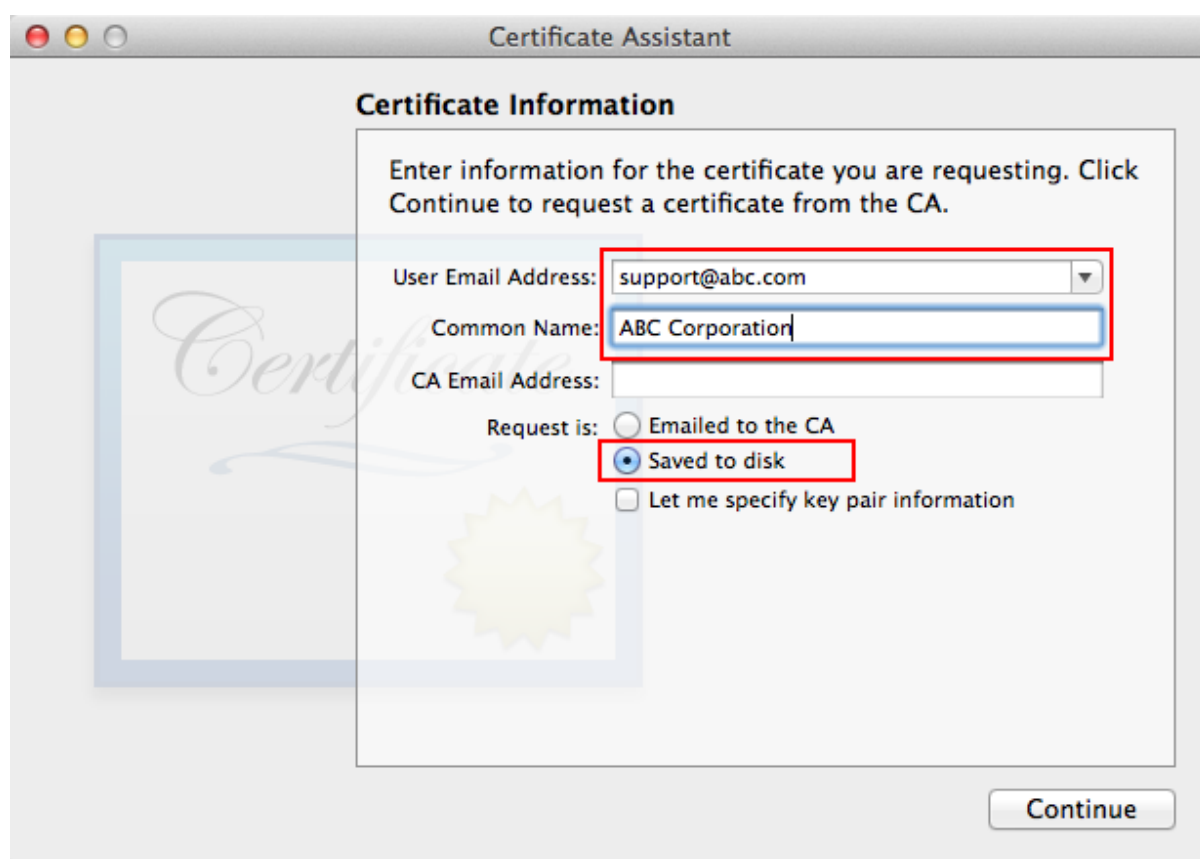 Certificate Assistant
Certificate Information
Enter information for the certificate you are requesting. Click
Continue to request a certificate from the CA.
User Email Address: support@abc.com
Common Name: ABC Corporation
CA Email Address:
Request is: Emailed to the CA
Saved to disk
Let me specify key pair information
Certificate
Continue